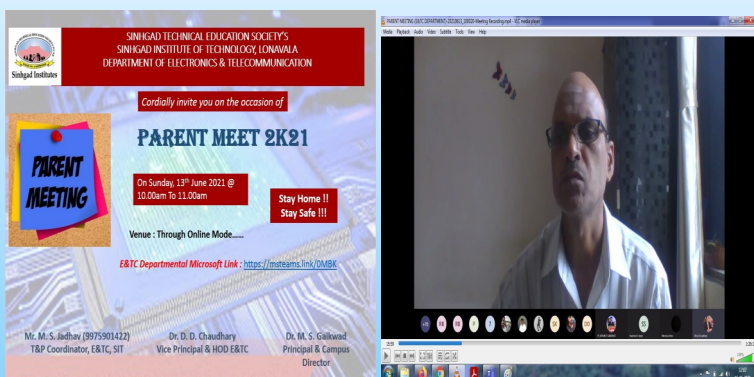 SINHGAD TECHNICAL EDUCATION SOCIETY'S
SINHGAD INSTITUTE OF TECHNOLOGY, LONAVALA
DEPARTMENT OF ELECTRONICS & TELECOMMUNICATION
Sinhgad Institutes
Cordially invite you on the occasion of
PARENT MEET 2K21
PARENT
MEETING
On Sunday, 13th June 2021 @
10.00am To 11.00am
Stay Home !!
Stay Safe !!!
Venue : Through Online Mode.....
E&TC Departmental Microsoft Link : https://msteams.link/0MBK
Mr. M. S. Jadhav (9975901422)
T&P Coordinator, E&TC, SIT
Dr. D. D. Chaudhary
Vice Principal & HOD E&TC
Dr. M. S. Gaikwad
Principal & Campus
Director
Media Playback Audio Video Subtitle Tools View Help